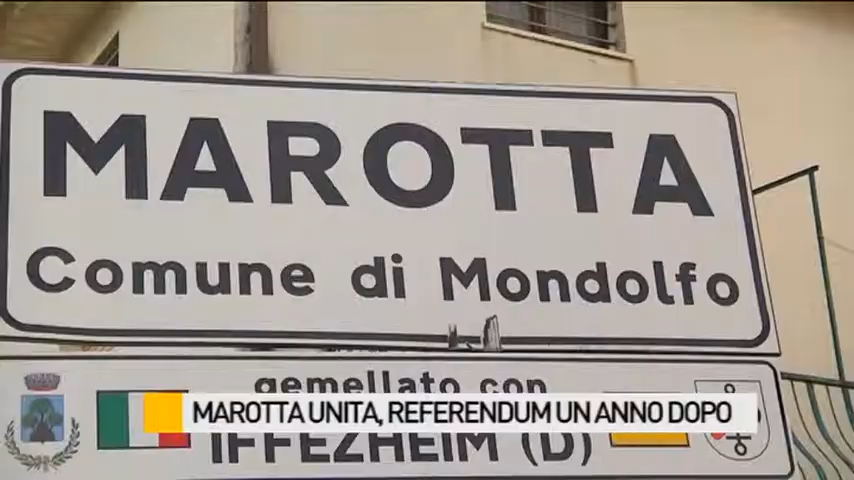 MAROTTA
Comune di Mondolfo
gemellato con
MAROTTA UNITA, REFERENDUM UN ANNO DOPO
IFFEZHEIM (D)